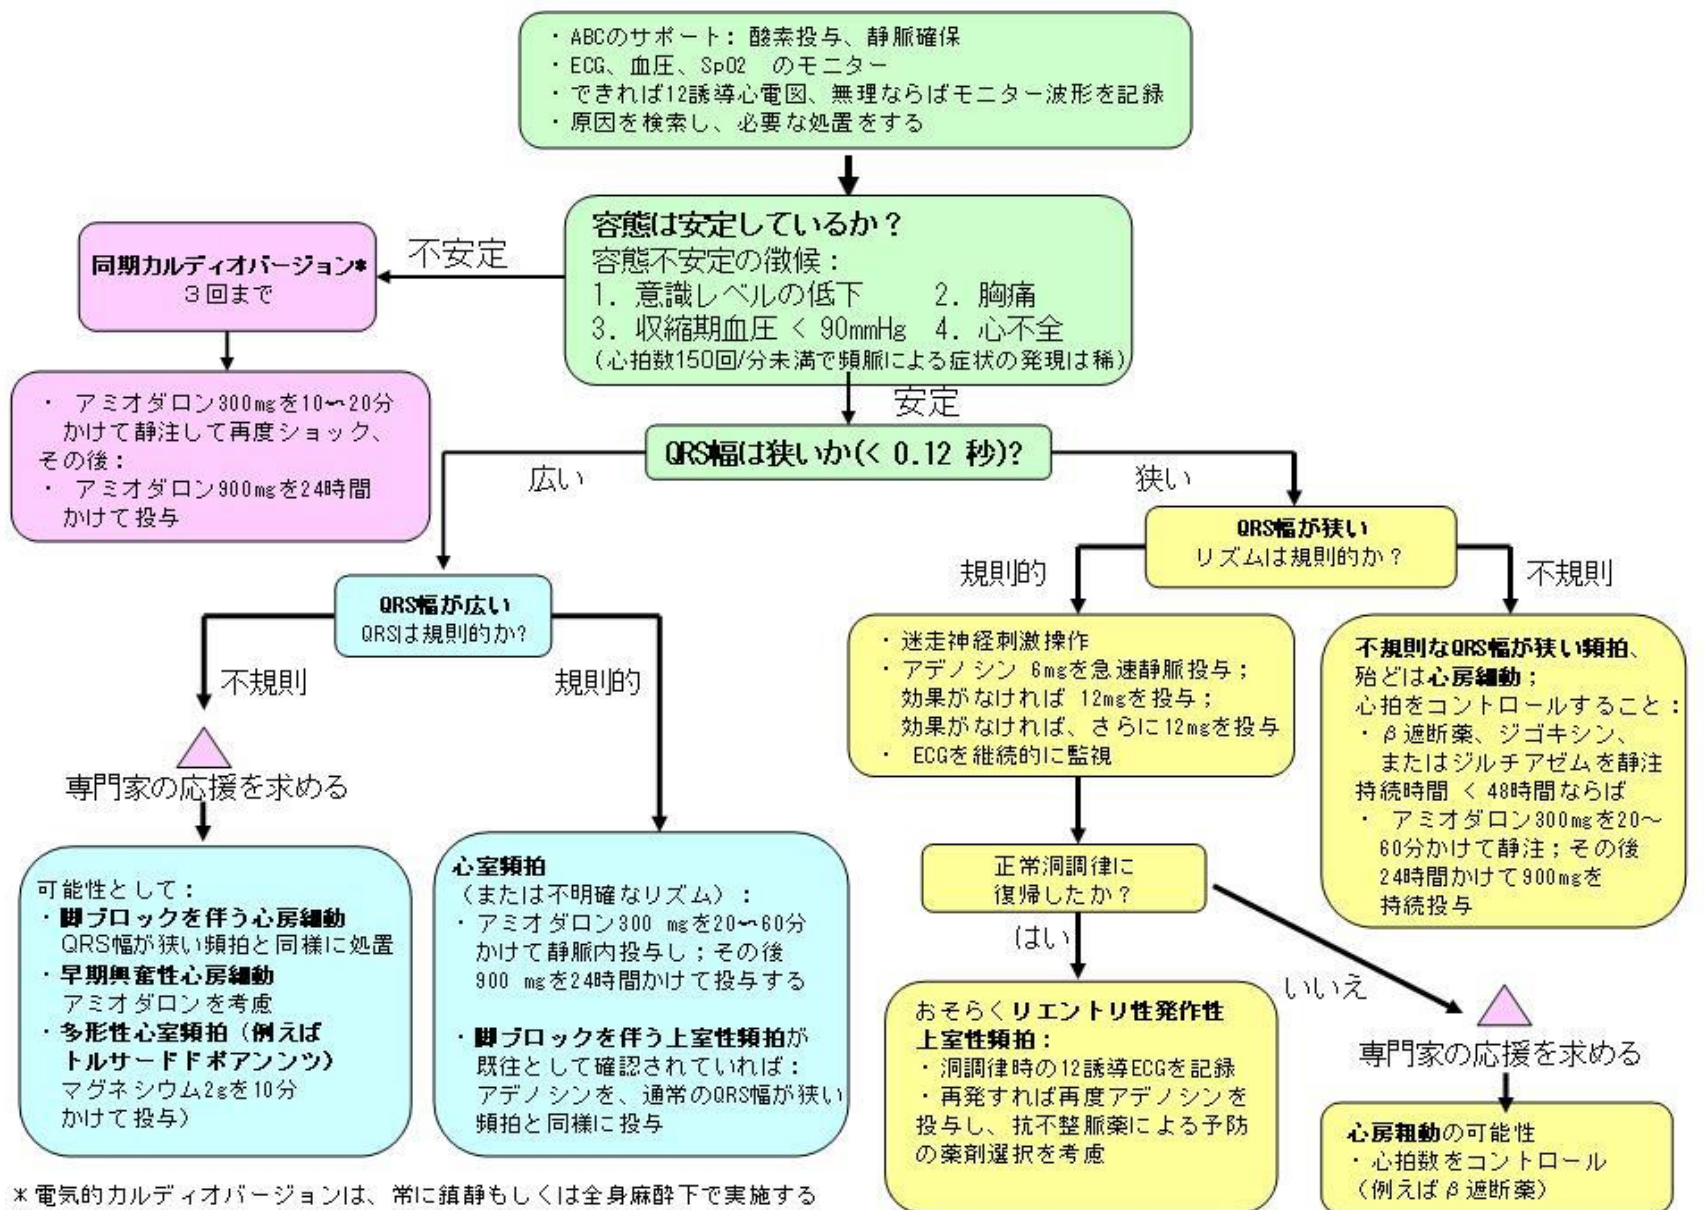 ・ABCのサポート: 酸素投与、静脈確保
・ECG、血圧、SpO2 のモニター
・できれば12誘導心電図、無理ならばモニター波形を記録
・原因を検索し、必要な処置をする
容態は安定しているか?
容態不安定の徴候:
1. 意識レベルの低下 2. 胸痛
3. 収縮期血圧 < 90mmHg 4. 心不全
(心拍数150回/分未満で頻脈による症状の発現は稀)
不安定
同期カルディオバージョン*
3回まで
・ アミオダロン300mgを10~20分
かけて静注して再度ショック、
その後:
・ アミオダロン900mgを24時間
かけて投与
安定
QRS幅は狭いか(< 0.12 秒)?
広い
狭い
QRS幅が広い
QRSは規則的か?
不規則
規則的
専門家の応援を求める
可能性として:
・脚ブロックを伴う心房細動
QRS幅が狭い頻拍と同様に処置
・早期興奮性心房細動
アミオダロンを考慮
・多形性心室頻拍(例えば
トルサードドポアンンツ)
マグネシウム2gを10分
かけて投与)
心室頻拍
(または不明確なリズム):
・アミオダロン300 mgを20~60分
かけて静脈内投与し;その後
900 mgを24時間かけて投与する
・脚ブロックを伴う上室性頻拍が
既往として確認されていれば:
アデノシンを、通常のQRS幅が狭い
頻拍と同様に投与
QRS幅が狭い
リズムは規則的か?
規則的
不規則
・迷走神経刺激操作
・アデノシン 6mgを急速静脈投与;
効果がなければ 12mgを投与;
効果がなければ、さらに12mgを投与
・ ECGを継続的に監視
不規則なQRS幅が狭い頻拍、
殆どは心房細動;
心拍をコントロールすること:
・β遮断薬、ジゴキシン、
またはジルチアゼムを静注
持続時間 < 48時間ならば
・ アミオダロン300mgを20~
60分かけて静注;その後
24時間かけて900mgを
持続投与
正常洞調律に
復帰したか?
はい
いいえ
おそらくリエントリ性発作性
上室性頻拍:
・洞調律時の12誘導ECGを記録
・再発すれば再度アデノシンを
投与し、抗不整脈薬による予防
の薬剤選択を考慮
専門家の応援を求める
心房粗動の可能性
・心拍数をコントロール
(例えばβ遮断薬)
*電気的カルディオバージョンは、常に鎮静もしくは全身麻酔下で実施する